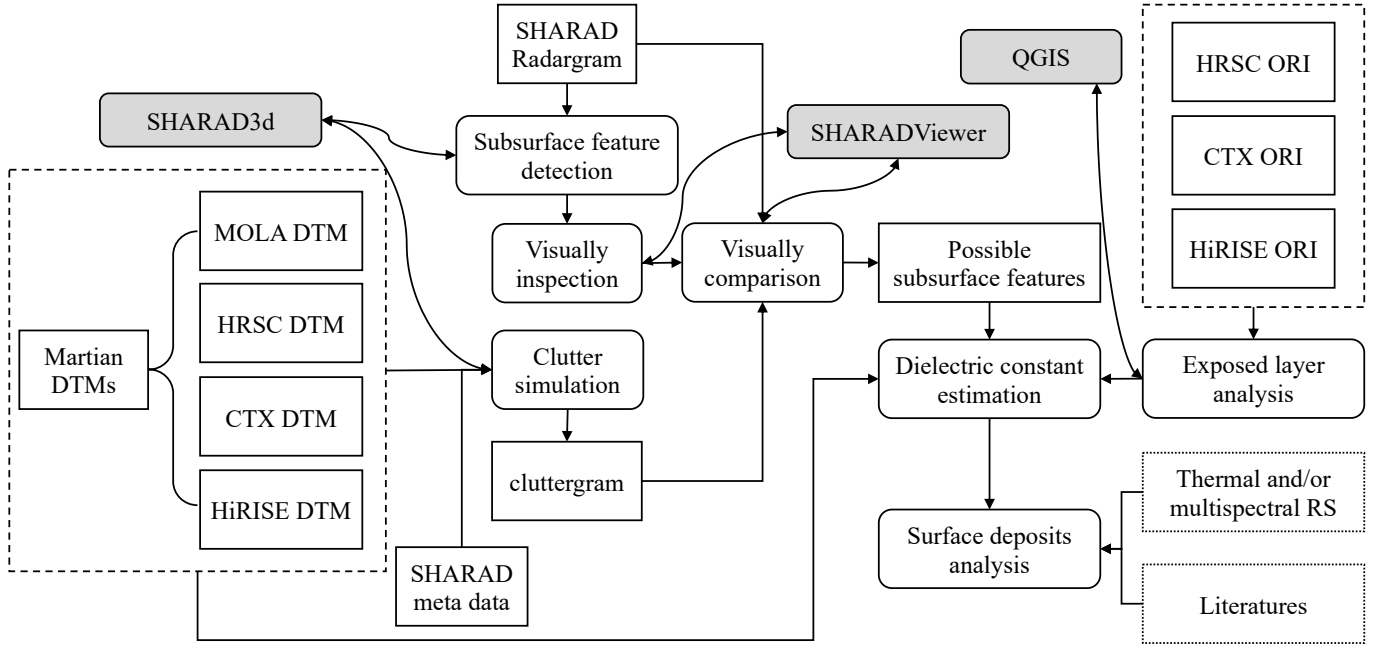 SHARAD
Radargram
QGIS
HRSC ORI
SHARAD3d
SHARADViewer
Subsurface feature
detection
CTX ORI
MOLA DTM
Visually
inspection
Visually
comparison
Possible
subsurface features
HiRISE ORI
HRSC DTM
Martian
DTMs
Clutter
simulation
Dielectric constant
estimation
Exposed layer
analysis
CTX DTM
cluttergram
Thermal and/or
multispectral RS
HiRISE DTM
Surface deposits
analysis
SHARAD
meta data
Literatures